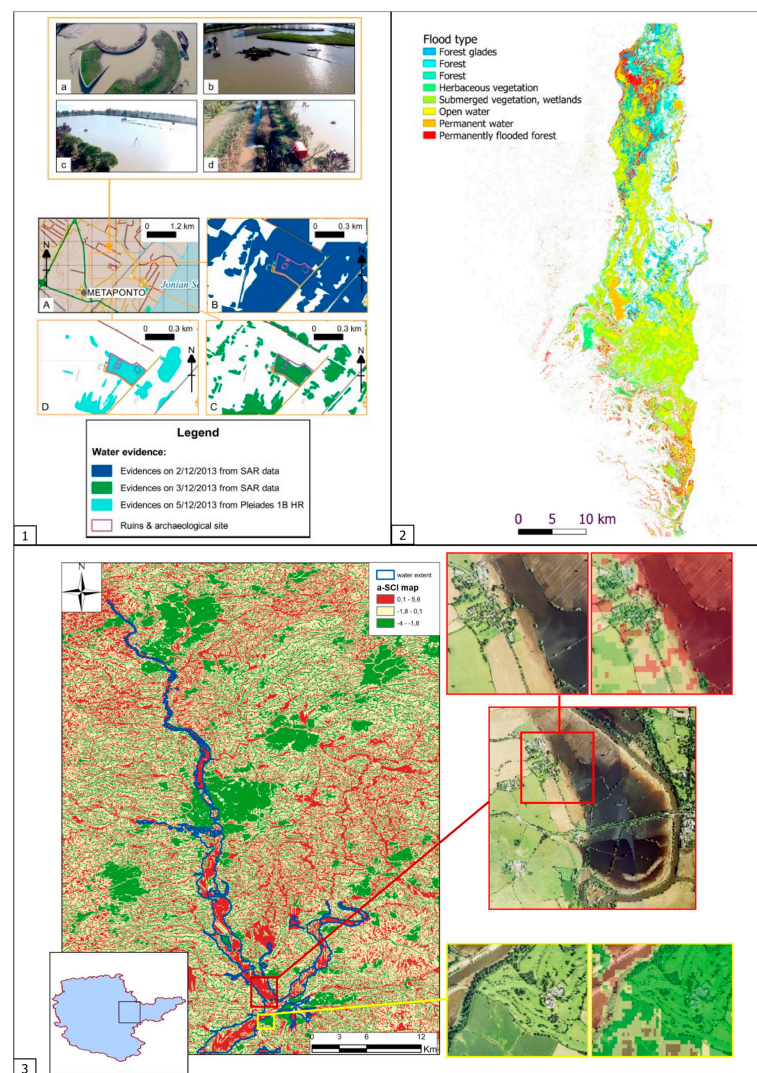 a
b
c
d
0 1.2 km
N
METAPONTO
Jonian Se
A
0 0.3 km
N
B
0 0.3 km
N
D
0 0.3 km
N
C
Legend
Water evidence:
Evidences on 2/12/2013 from SAR data
Evidences on 3/12/2013 from SAR data
Evidences on 5/12/2013 from Pleiades 1B HR
Ruins & archaeological site
1
Flood type
Forest glades
Forest
Forest
Herbaceous vegetation
Submerged vegetation, wetlands
Open water
Permanent water
Permanently flooded forest
0 5 10 km
2
N
water extent
a-SCI map
0,1 - 5,6
-1,8 - 0,1
-4 - -1,8
0 3 6 12
Km
3